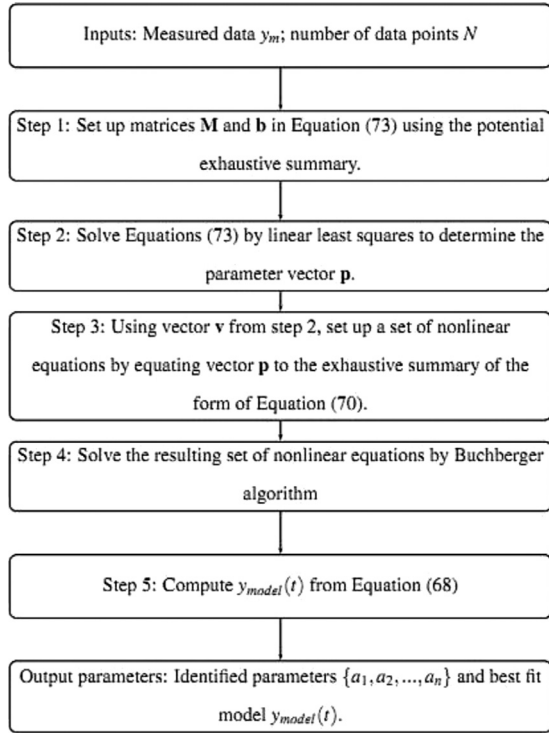 Inputs: Measured data yₘ; number of data points N
Step 1: Set up matrices M and b in Equation (73) using the potential
exhaustive summary.
Step 2: Solve Equations (73) by linear least squares to determine the
parameter vector p.
Step 3: Using vector v from step 2, set up a set of nonlinear
equations by equating vector p to the exhaustive summary of the
form of Equation (70).
Step 4: Solve the resulting set of nonlinear equations by Buchberger
algorithm
Step 5: Compute y_model(t) from Equation (68)
Output parameters: Identified parameters {a₁,a₂,...,aₙ} and best fit
model y_model(t).